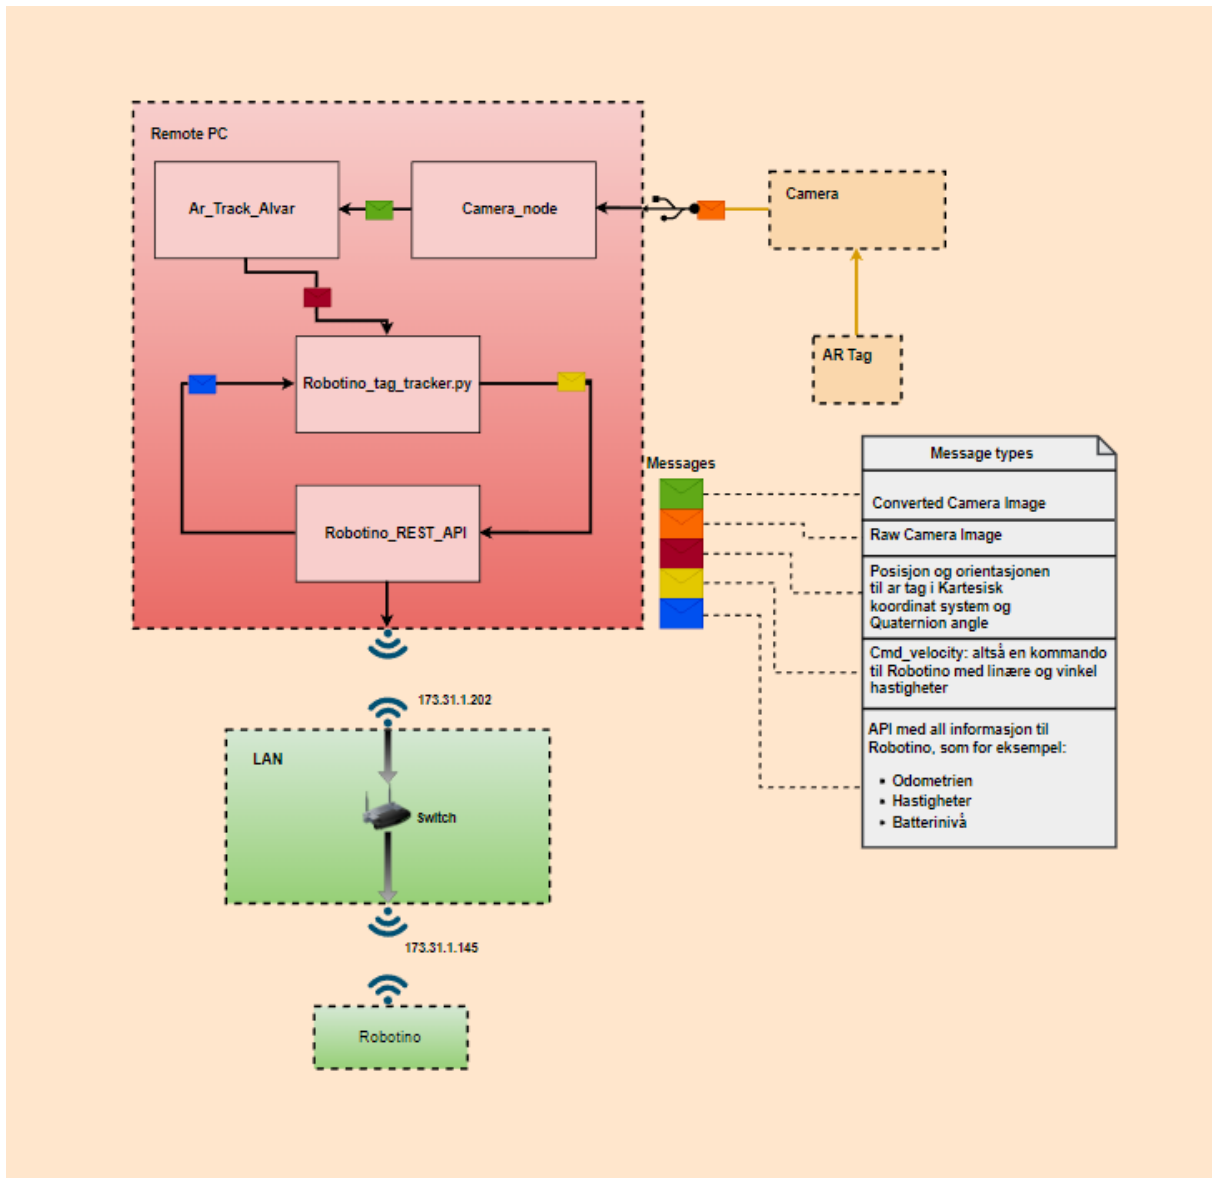 Remote PC
Ar_Track_Alvar
Camera_node
Camera
AR Tag
Robotino_tag_tracker.py
Robotino_REST_API
Messages
Message types
Converted Camera Image
Raw Camera Image
Posisjon og orientasjonen
til ar tag i Kartesisk
koordinat system og
Quaternion angle
Cmd_velocity: altså en kommando
til Robotino med linære og vinkel
hastigheter
API med all informasjon til
Robotino, som for eksempel:
• Odometrien
• Hastigheter
• Batterinivå
173.31.1.202
LAN
Switch
173.31.1.145
Robotino